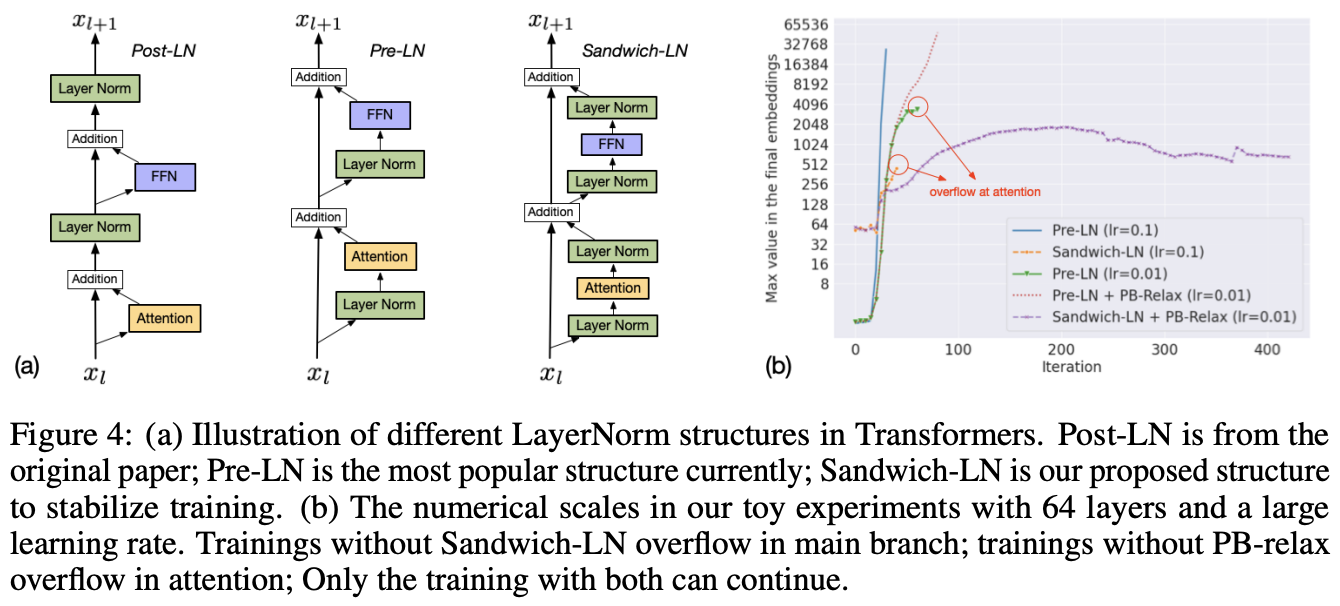 x_{l+1}
Post-LN
Layer Norm
Addition
FFN
Layer Norm
Addition
Attention
x_l
(a)
x_{l+1}
Pre-LN
Addition
FFN
Layer Norm
Addition
Attention
Layer Norm
x_l
x_{l+1}
Sandwich-LN
Addition
Layer Norm
FFN
Layer Norm
Addition
Layer Norm
Attention
Layer Norm
x_l
(b)
Max value in the final embeddings
65536
32768
16384
8192
4096
2048
1024
512
256
128
64
32
16
8
overflow at attention
Pre-LN (lr=0.1)
Sandwich-LN (lr=0.1)
Pre-LN (lr=0.01)
Pre-LN + PB-Relax (lr=0.01)
Sandwich-LN + PB-Relax (lr=0.01)
0 100 200 300 400
Iteration
Figure 4: (a) Illustration of different LayerNorm structures in Transformers. Post-LN is from the
original paper; Pre-LN is the most popular structure currently; Sandwich-LN is our proposed structure
to stabilize training. (b) The numerical scales in our toy experiments with 64 layers and a large
learning rate. Trainings without Sandwich-LN overflow in main branch; trainings without PB-relax
overflow in attention; Only the training with both can continue.